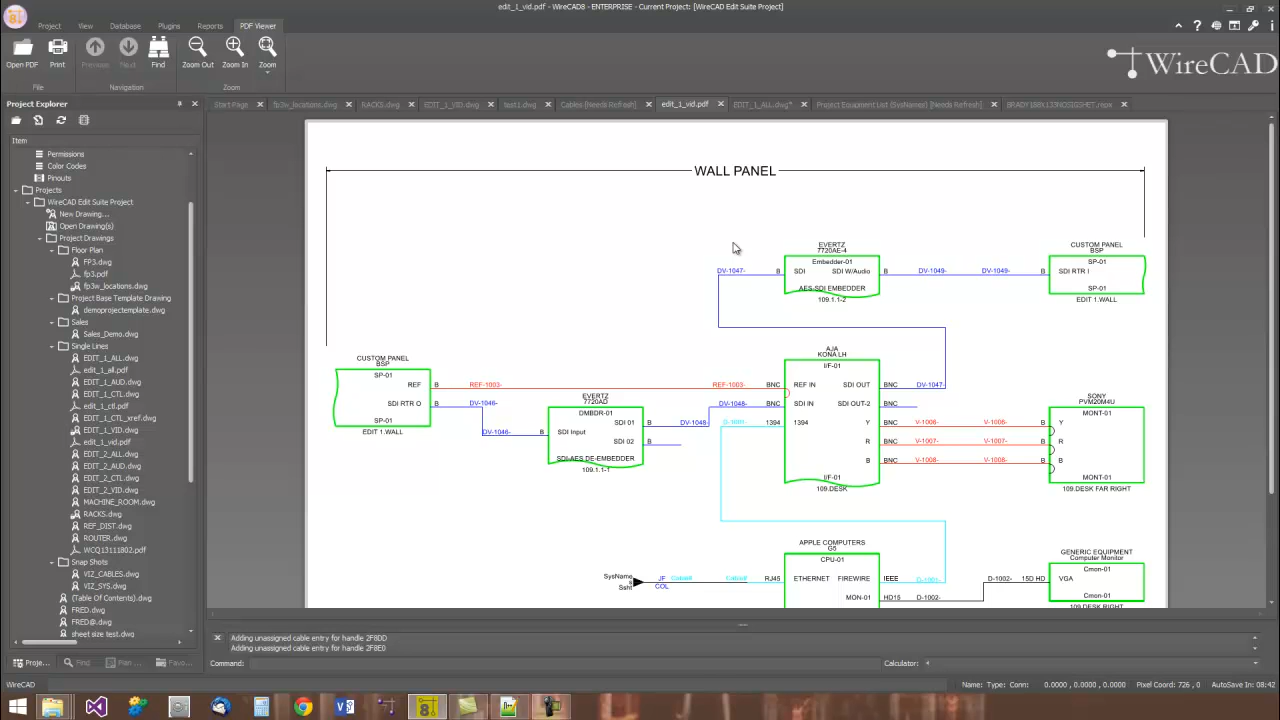 edit_1_vid.pdf - WireCAD8 - ENTERPRISE - Current Project: [WireCAD Edit Suite Project]
Project View Database Plugins Reports PDF Viewer
Open PDF Print Previous Next Find Zoom Out Zoom In Zoom
File Navigation Zoom
WireCAD
Project Explorer
Start Page fp3w_locations.dwg RACKS.dwg EDIT_1_VID.dwg test1.dwg Cables [Needs Refresh] edit_1_vid.pdf EDIT_1_ALL.dwg* Project Equipment List (SysNames) [Needs Refresh]
Item
Permissions
Color Codes
Pinouts
Projects
WireCAD Edit Suite Project
New Drawing...
Open Drawing(s)
Project Drawings
Floor Plan
FP3.dwg
fp3.pdf
fp3w_locations.dwg
Project Base Template Drawing
demoprojectemplate.dwg
Sales
Sales_Demo.dwg
Single Lines
EDIT_1_ALL.dwg
edit_1_all.pdf
EDIT_1_AUD.dwg
EDIT_1_CTL.dwg
edit_1_ctl.pdf
EDIT_1_CTL_xref.dwg
EDIT_1_VID.dwg
edit_1_vid.pdf
EDIT_2_ALL.dwg
EDIT_2_AUD.dwg
EDIT_2_CTL.dwg
EDIT_2_VID.dwg
MACHINE_ROOM.dwg
RACKS.dwg
REF_DIST.dwg
ROUTER.dwg
WCQ13111802.pdf
Snap Shots
VIZ_CABLES.dwg
VIZ_SYS.dwg
(Table Of Contents).dwg
FRED.dwg
FRED@.dwg
sheet size test.dwg
Proje... Find Plan ... Favo...
WALL PANEL
EVERTZ
7720AE-4
Embedder-01
DV-1047- B SDI SDI W/Audio B DV-1049- DV-1049- B
AES-SDI EMBEDDER
109.1.1-2
CUSTOM PANEL
BSP
SP-01
SDI RTR I
SP-01
EDIT 1.WALL
CUSTOM PANEL
BSP
SP-01
REF B REF-1003- REF-1003- BNC
SDI RTR O B DV-1046- DV-1048- BNC
SP-01
EDIT 1.WALL
EVERTZ
7720AD
DMBDR-01
SDI 01 B DV-1048-
DV-1046- B SDI Input
SDI 02 B
SDI-AES DE-EMBEDDER
109.1.1-1
AJA
KONA LH
I/F-01
REF IN SDI OUT BNC DV-1047-
SDI IN SDI OUT-2 BNC
D-1001- 1394 1394 Y BNC V-1006- V-1006- B
R BNC V-1007- V-1007- B
B BNC V-1008- V-1008- B
I/F-01
109.DESK
SONY
PVM20M4U
MONT-01
Y
R
B
MONT-01
109.DESK FAR RIGHT
APPLE COMPUTERS
G5
CPU-01
SysName
JF
COL
RJ45 ETHERNET FIREWIRE IEEE D-1001-
MON-01 HD15 D-1002-
GENERIC EQUIPMENT
Computer Monitor
Cmon-01
D-1002- 15D HD VGA
Cmon-01
109.DESK RIGHT
Adding unassigned cable entry for handle 2F8DD
Adding unassigned cable entry for handle 2F8E0
Command: Calculator:
WireCAD Name: Type: Conn: 0.0000 , 0.0000 , 0.0000 Pixel Coord: 726 , 0 AutoSave In: 08:42